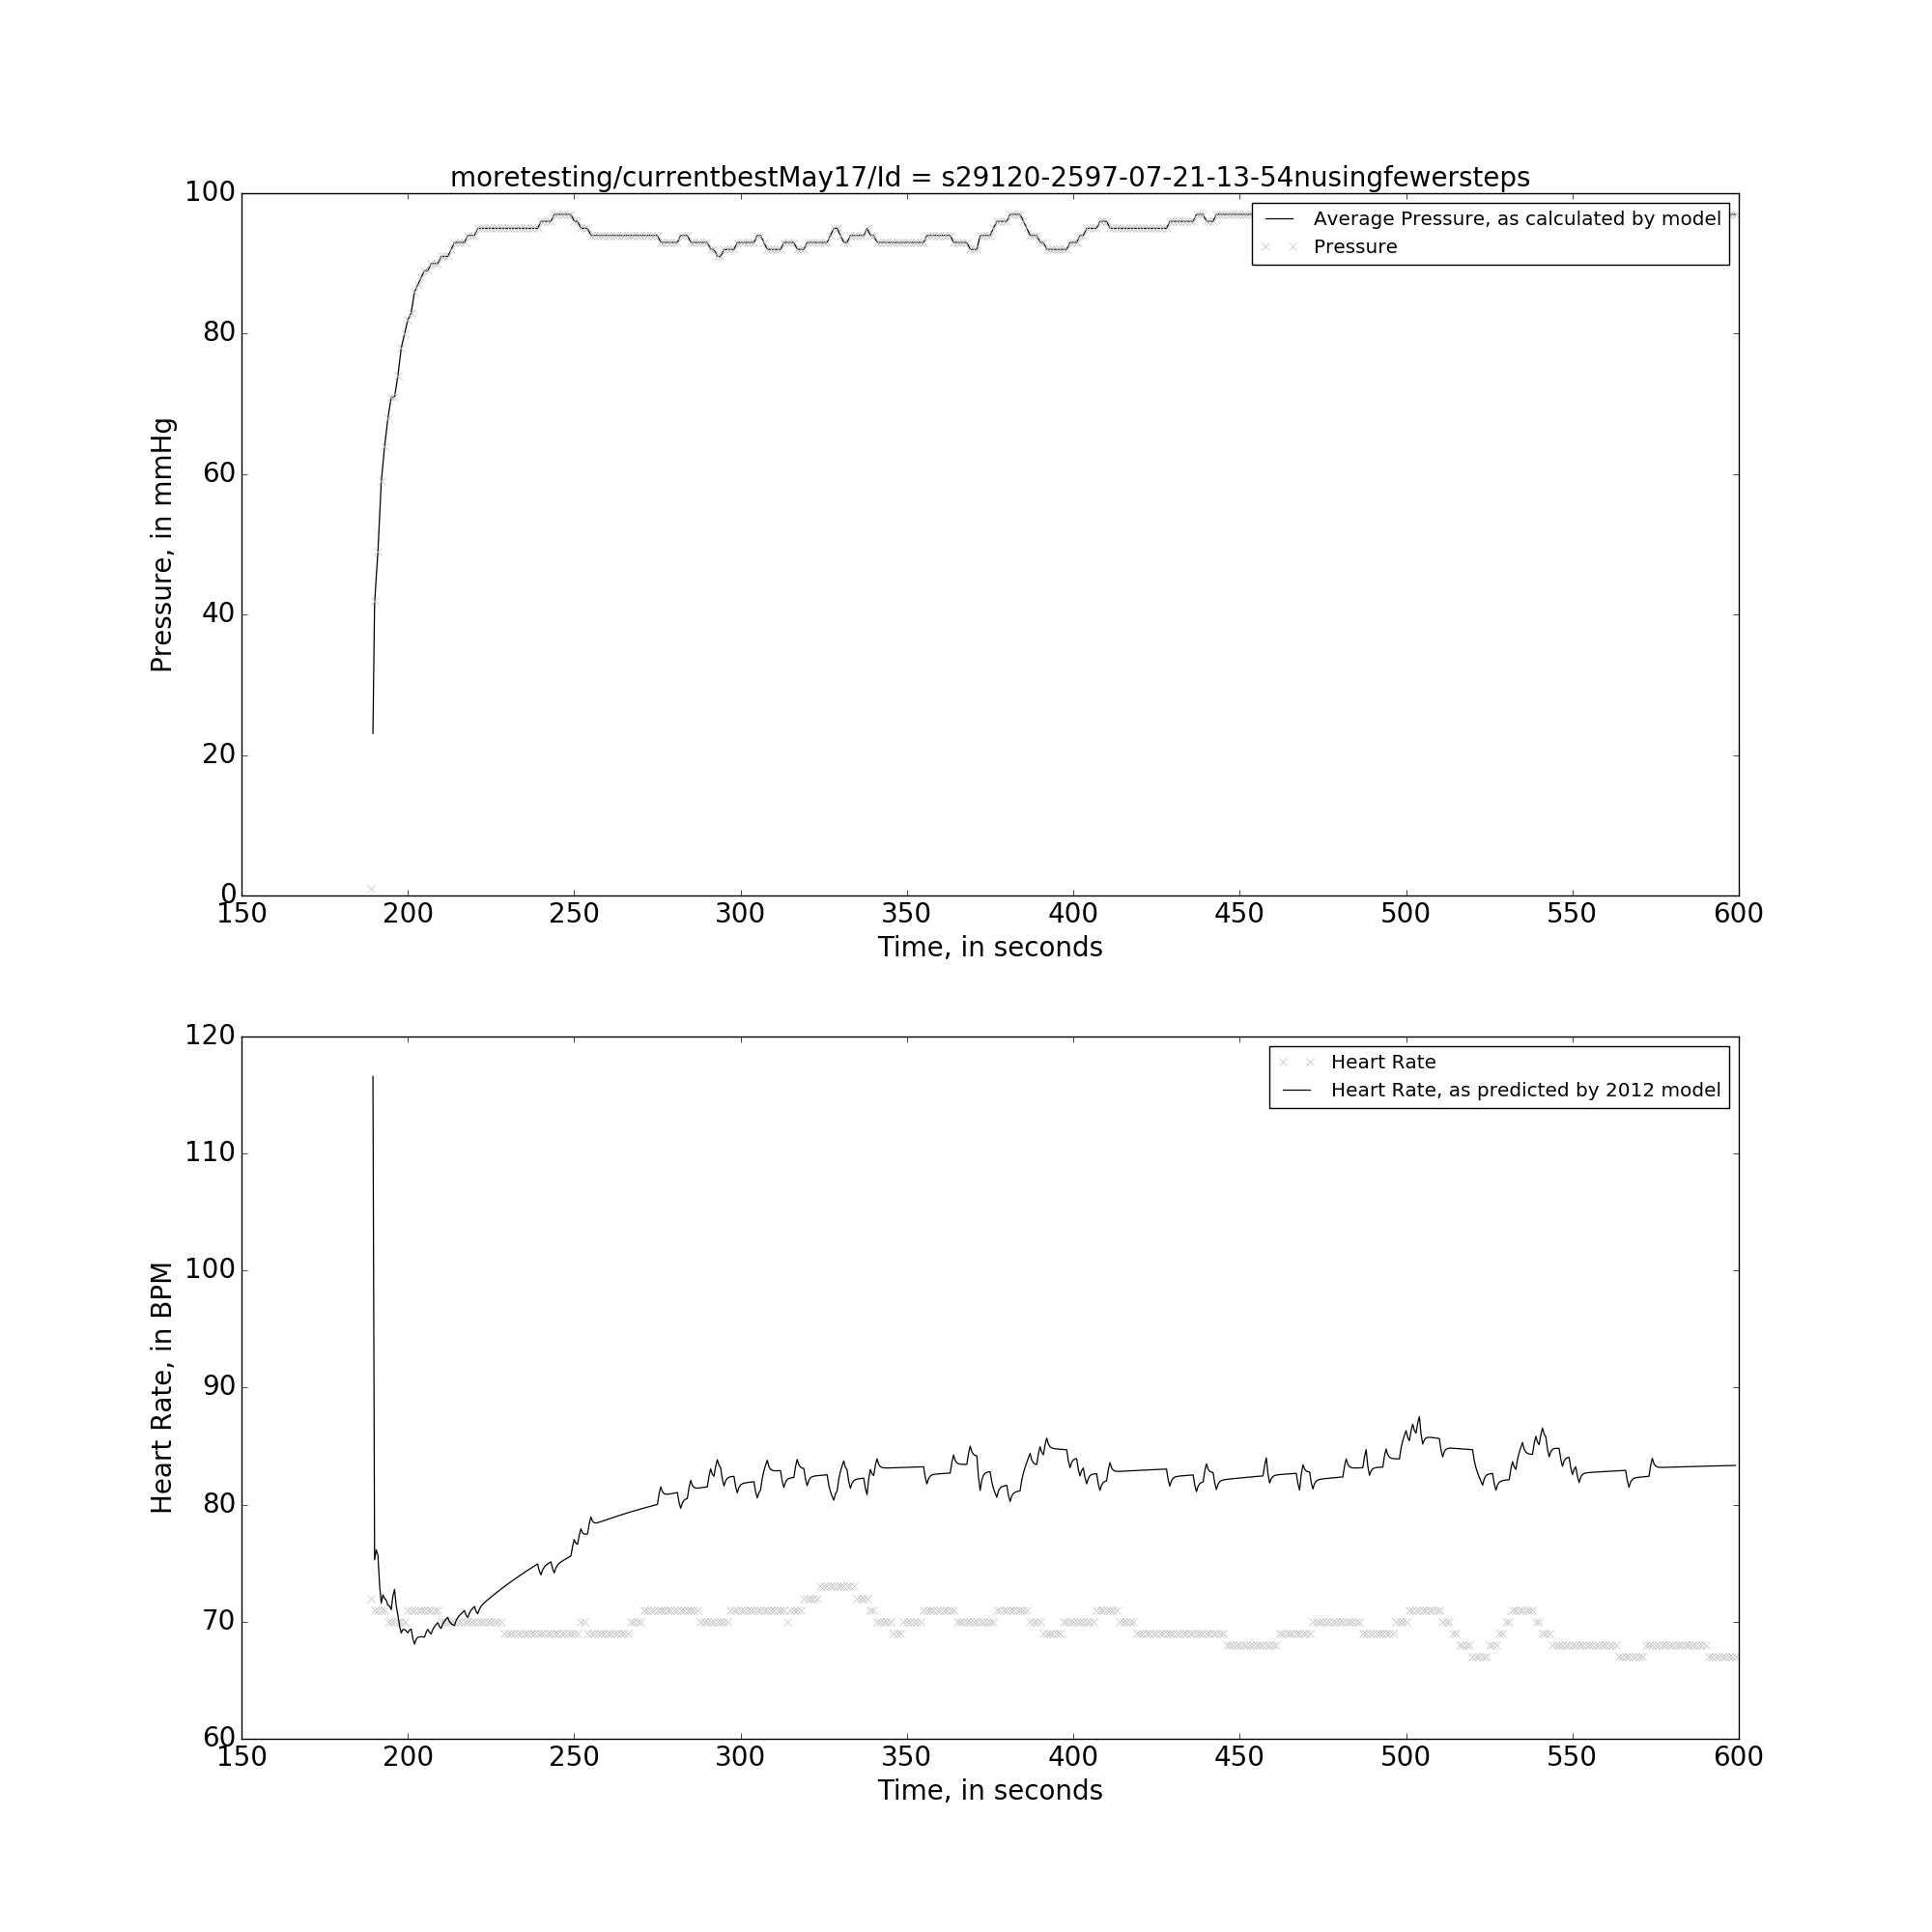 moretesting/currentbestMay17/Id = s29120-2597-07-21-13-54nusingfewersteps
100
80
60
40
20
0
Pressure, in mmHg
Average Pressure, as calculated by model
Pressure
150 200 250 300 350 400 450 500 550 600
Time, in seconds
120
110
100
90
80
70
60
Heart Rate, in BPM
Heart Rate
Heart Rate, as predicted by 2012 model
150 200 250 300 350 400 450 500 550 600
Time, in seconds